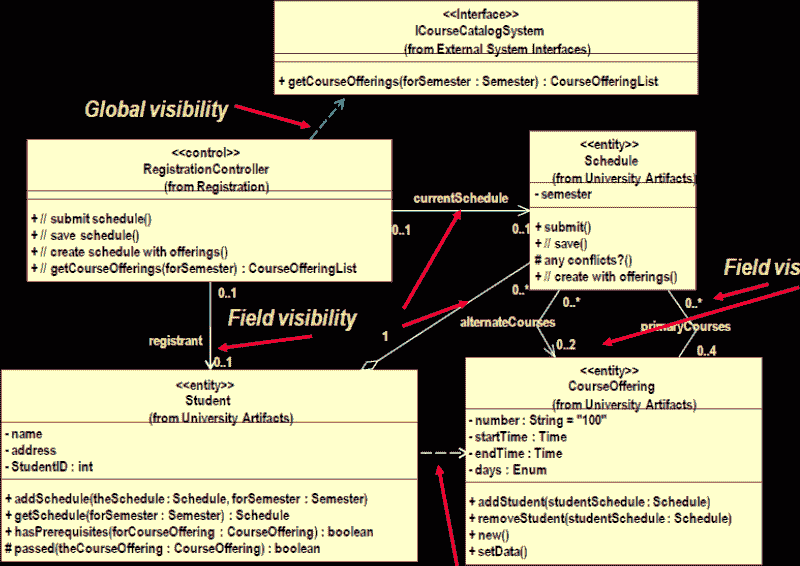 <<Interface>>
ICourseCatalogSystem
(from External System Interfaces)
+ getCourseOfferings(forSemester : Semester) : CourseOfferingList
Global visibility
<<control>>
RegistrationController
(from Registration)
+ // submit schedule()
+ // save schedule()
+ // create schedule with offerings()
+ // getCourseOfferings(forSemester) : CourseOfferingList
currentSchedule
0..1
0..1
<<entity>>
Schedule
(from University Artifacts)
- semester
+ submit()
+ // save()
# any conflicts?()
+ // create with offerings()
Field vis
0..1
Field visibility
registrant
0..1
1
0..*
0..*
0..*
alternateCourses
primaryCourses
0..2
0..4
<<entity>>
Student
(from University Artifacts)
- name
- address
- StudentID : int
+ addSchedule(theSchedule : Schedule, forSemester : Semester)
+ getSchedule(forSemester : Semester) : Schedule
+ hasPrerequisites(forCourseOffering : CourseOffering) : boolean
# passed(theCourseOffering : CourseOffering) : boolean
<<entity>>
CourseOffering
(from University Artifacts)
- number : String = "100"
- startTime : Time
- endTime : Time
- days : Enum
+ addStudent(studentSchedule : Schedule)
+ removeStudent(studentSchedule : Schedule)
+ new()
+ setData()